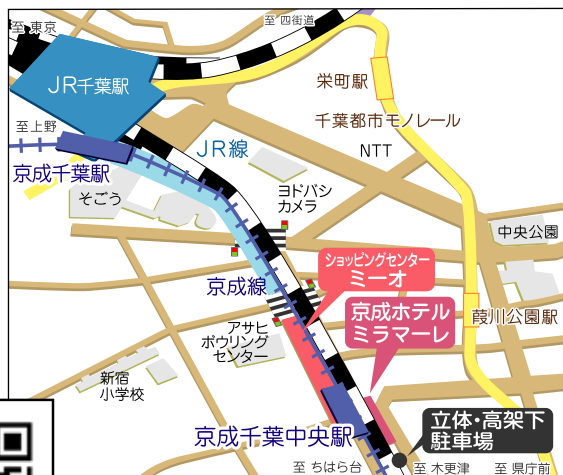 至 東京
至 四街道
JR千葉駅
栄町駅
千葉都市モノレール
至上野
JR線
NTT
京成千葉駅
そごう
ヨドバシ
カメラ
中央公園
ショッピングセンター
ミーオ
京成線
京成ホテル
ミラマーレ
葭川公園駅
アサヒ
ボウリング
センター
新宿
小学校
立体・高架下
駐車場
京成千葉中央駅
至 ちはら台
至 木更津
至 県庁前